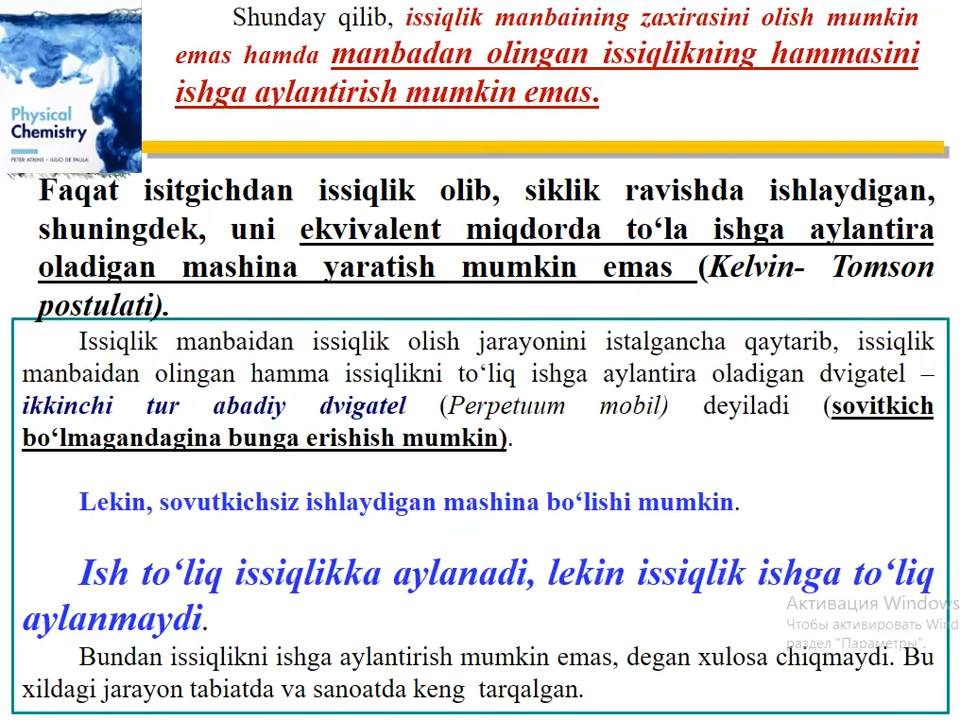 Shunday qilib, issiqlik manbaining zaxirasini olish mumkin
emas hamda manbadan olingan issiqlikning hammasini
ishga aylantirish mumkin emas.
Physical
Chemistry
PETER ATKINS · JULIO DE PAULA
Faqat isitgichdan issiqlik olib, siklik ravishda ishlaydigan,
shuningdek, uni ekvivalent miqdorda to‘la ishga aylantira
oladigan mashina yaratish mumkin emas (Kelvin- Tomson
postulati).
Issiqlik manbaidan issiqlik olish jarayonini istalgancha qaytarib, issiqlik
manbaidan olingan hamma issiqlikni to‘liq ishga aylantira oladigan dvigatel –
ikkinchi tur abadiy dvigatel (Perpetuum mobil) deyiladi (sovitkich
bo‘lmagandagina bunga erishish mumkin).
Lekin, sovutkichsiz ishlaydigan mashina bo‘lishi mumkin.
Ish to‘liq issiqlikka aylanadi, lekin issiqlik ishga to‘liq
aylanmaydi.
Активация Windows
Чтобы активировать Wind
раздел "Параметры".
Bundan issiqlikni ishga aylantirish mumkin emas, degan xulosa chiqmaydi. Bu
xildagi jarayon tabiatda va sanoatda keng tarqalgan.